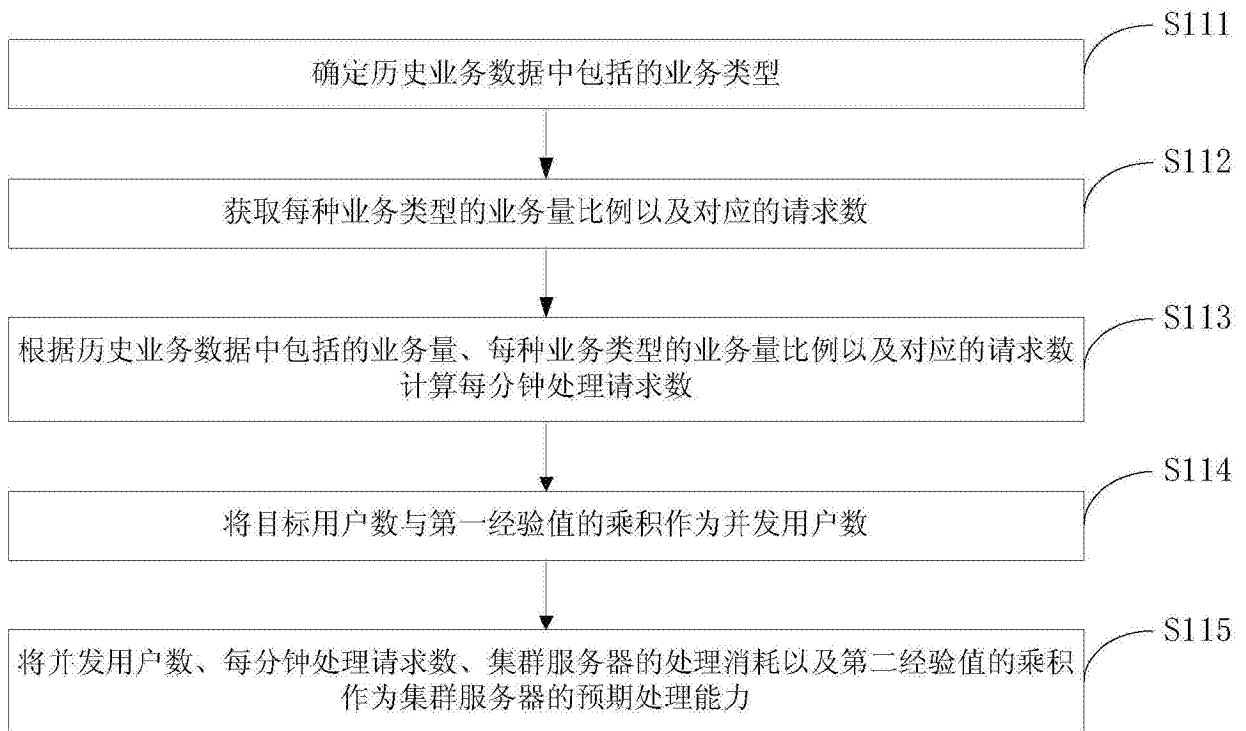 S111
确定历史业务数据中包括的业务类型
S112
获取每种业务类型的业务量比例以及对应的请求数
S113
根据历史业务数据中包括的业务量、每种业务类型的业务量比例以及对应的请求数
计算每分钟处理请求数
S114
将目标用户数与第一经验值的乘积作为并发用户数
S115
将并发用户数、每分钟处理请求数、集群服务器的处理消耗以及第二经验值的乘积
作为集群服务器的预期处理能力